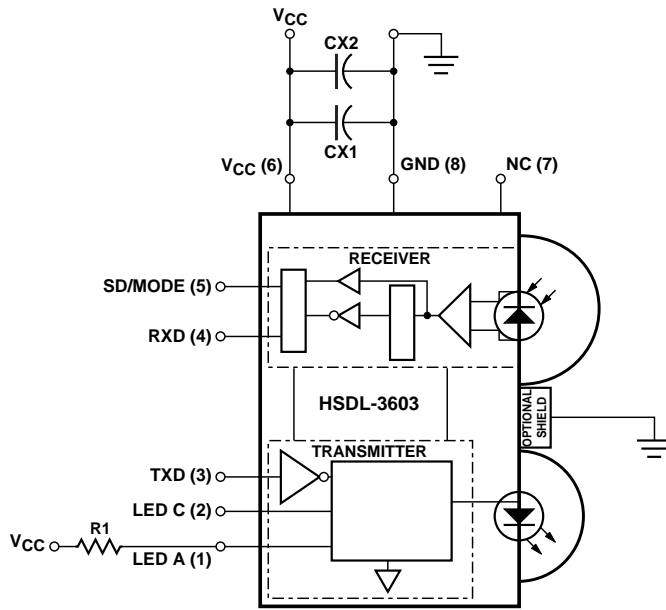 VCC
CX2
CX1
VCC (6)
GND (8)
NC (7)
RECEIVER
SD/MODE (5)
RXD (4)
HSDL-3603
OPTIONAL
SHIELD
TRANSMITTER
TXD (3)
LED C (2)
R1
VCC
LED A (1)